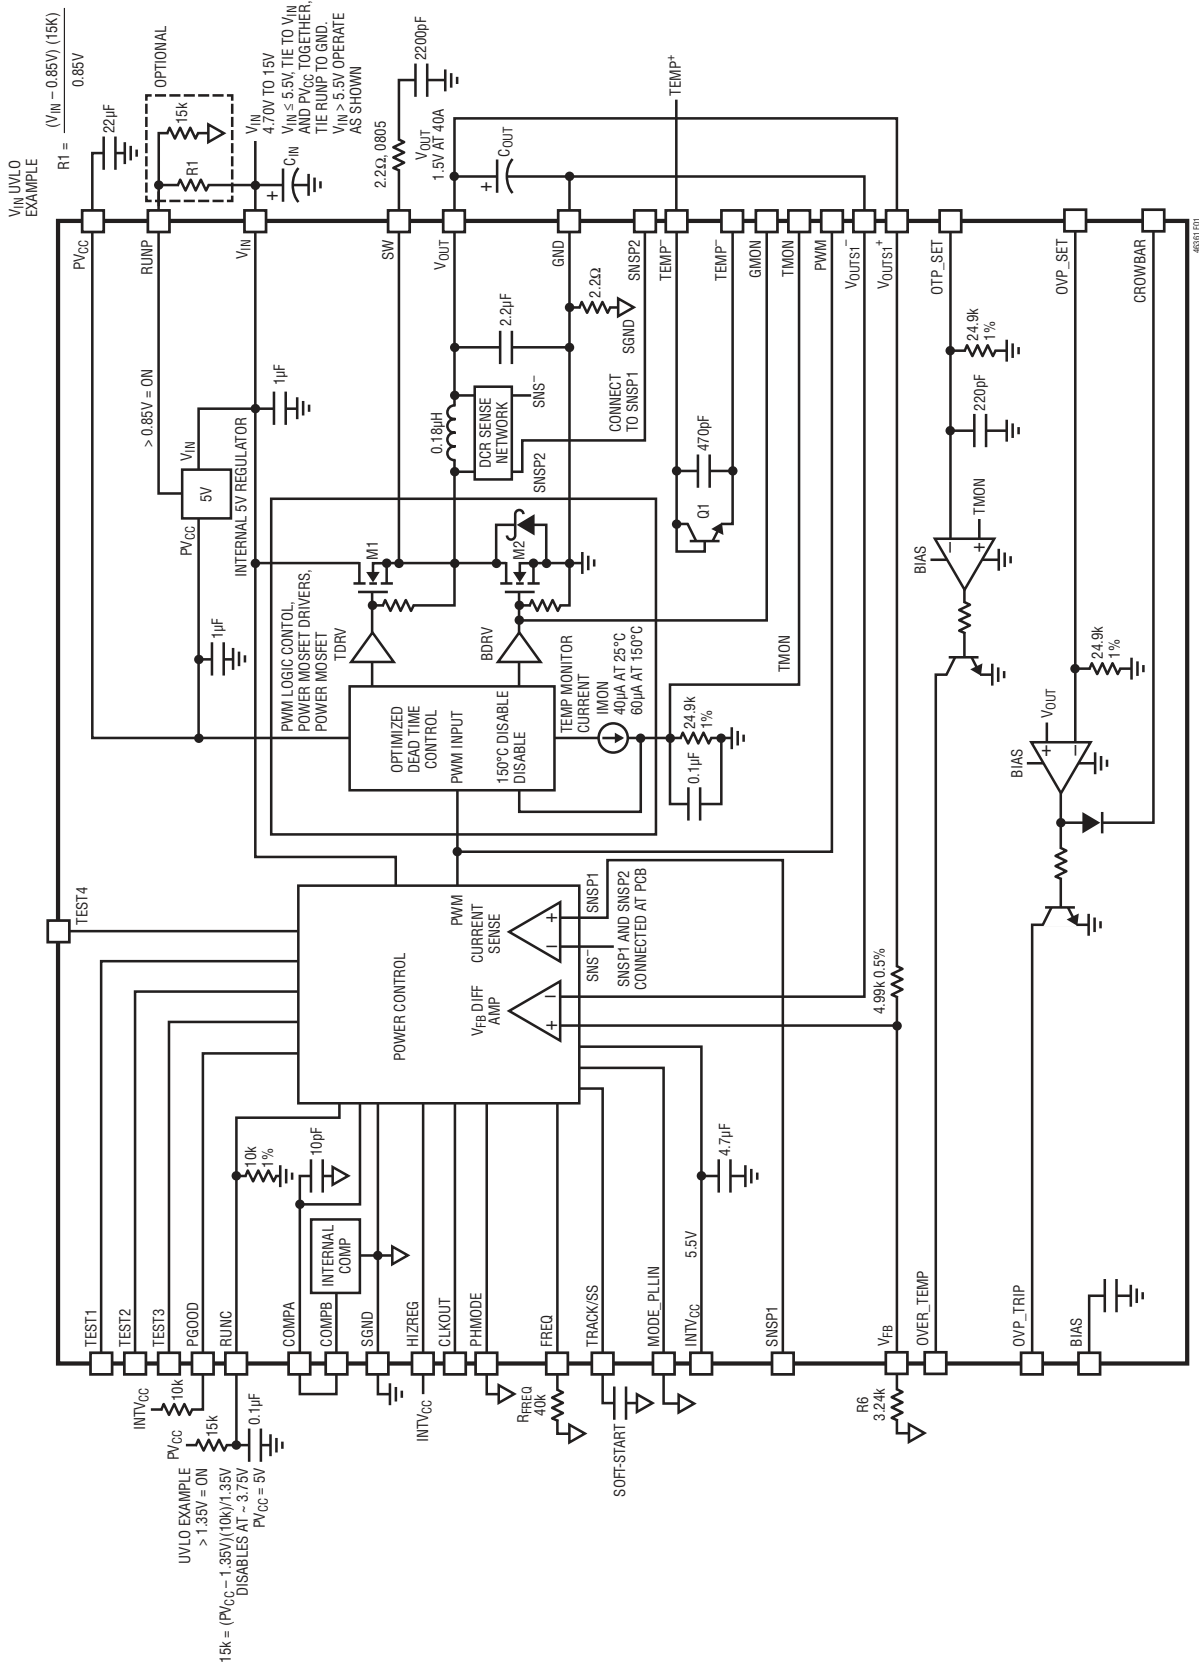 VIN UVLO
EXAMPLE
R1 = (VIN – 0.85V) (15K)
0.85V
22µF
OPTIONAL
15k
R1
VIN
4.70V TO 15V
VIN ≤ 5.5V, TIE TO VIN
AND PVCC TOGETHER,
TIE RUNP TO GND.
VIN > 5.5V OPERATE
AS SHOWN
+
CIN
2.2Ω, 0805
2200pF
VOUT
1.5V AT 40A
+
COUT
TEMP+
PVCC
RUNP
VIN
SW
VOUT
GND
SNSP2
TEMP–
TEMP–
GMON
TMON
PWM
VOUTS1–
VOUTS1+
OTP_SET
OVP_SET
CROWBAR
46361 F01
> 0.85V = ON
VIN
1µF
5V
INTERNAL 5V REGULATOR
PVCC
1µF
0.18µH
2.2µF
2.2Ω
SGND
DCR SENSE
NETWORK
SNS–
SNSP2
CONNECT
TO SNSP1
470pF
Q1
24.9k
1%
220pF
TMON
BIAS
–
+
PWM LOGIC CONTOL,
POWER MOSFET DRIVERS,
POWER MOSFET
M1
M2
TDRV
BDRV
OPTIMIZED
DEAD TIME
CONTROL
PWM INPUT
150°C DISABLE
DISABLE
TEMP MONITOR
CURRENT
IMON
40µA AT 25°C
60µA AT 150°C
TMON
24.9k
1%
0.1µF
24.9k
1%
VOUT
BIAS
+
–
TEST4
POWER CONTROL
PWM
CURRENT
SENSE
+
–
SNSP1
SNS–
SNSP1 AND SNSP2
CONNECTED AT PCB
VFB DIFF
AMP
–
+
4.99k 0.5%
10k
1%
10pF
INTERNAL
COMP
4.7µF
5.5V
TEST1
TEST2
TEST3
PGOOD
RUNC
COMPA
COMPB
SGND
HIZREG
CLKOUT
PHMODE
FREQ
TRACK/SS
MODE_PLLIN
INTVCC
SNSP1
VFB
OVER_TEMP
OVP_TRIP
BIAS
INTVCC
10k
PVCC
15k
0.1µF
UVLO EXAMPLE
> 1.35V = ON
15k = (PVCC – 1.35V)(10k)/1.35V
DISABLES AT ~ 3.75V
PVCC = 5V
INTVCC
RFREQ
40k
SOFT-START
R6
3.24k